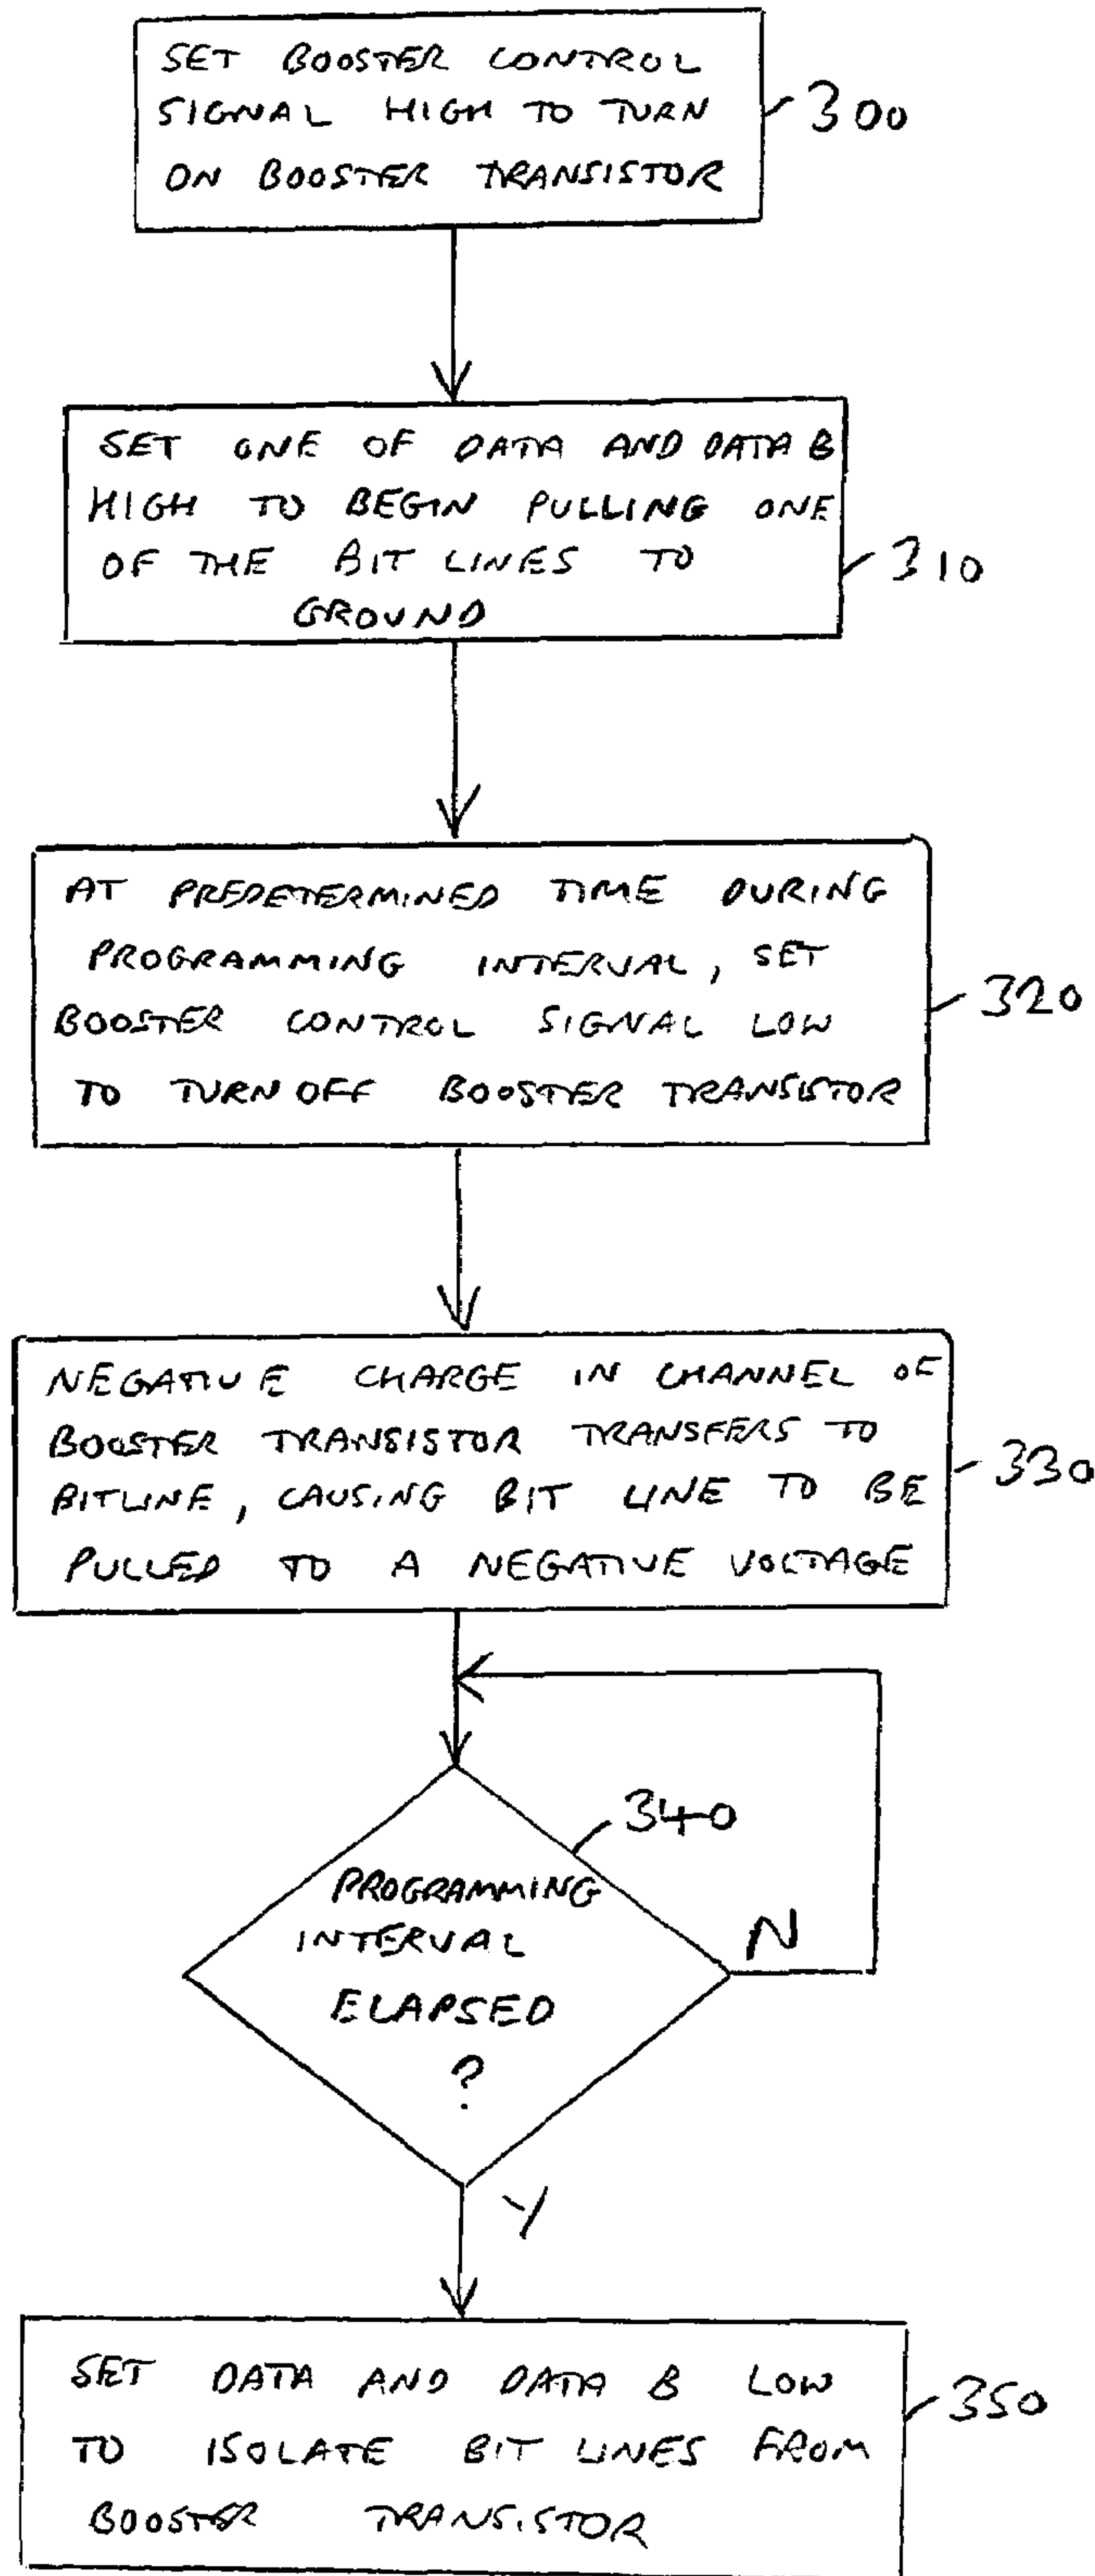 SET BOOSTER CONTROL
SIGNAL HIGH TO TURN
ON BOOSTER TRANSISTOR
300
SET ONE OF DATA AND DATA B
HIGH TO BEGIN PULLING ONE
OF THE BIT LINES TO
GROUND
310
AT PREDETERMINED TIME DURING
PROGRAMMING INTERVAL, SET
BOOSTER CONTROL SIGNAL LOW
TO TURN OFF BOOSTER TRANSISTOR
320
NEGATIVE CHARGE IN CHANNEL OF
BOOSTER TRANSISTOR TRANSFERS TO
BITLINE, CAUSING BIT LINE TO BE
PULLED TO A NEGATIVE VOLTAGE
330
340
PROGRAMMING
INTERVAL
ELAPSED
?
N
Y
SET DATA AND DATA B LOW
TO ISOLATE BIT LINES FROM
BOOSTER TRANSISTOR
350